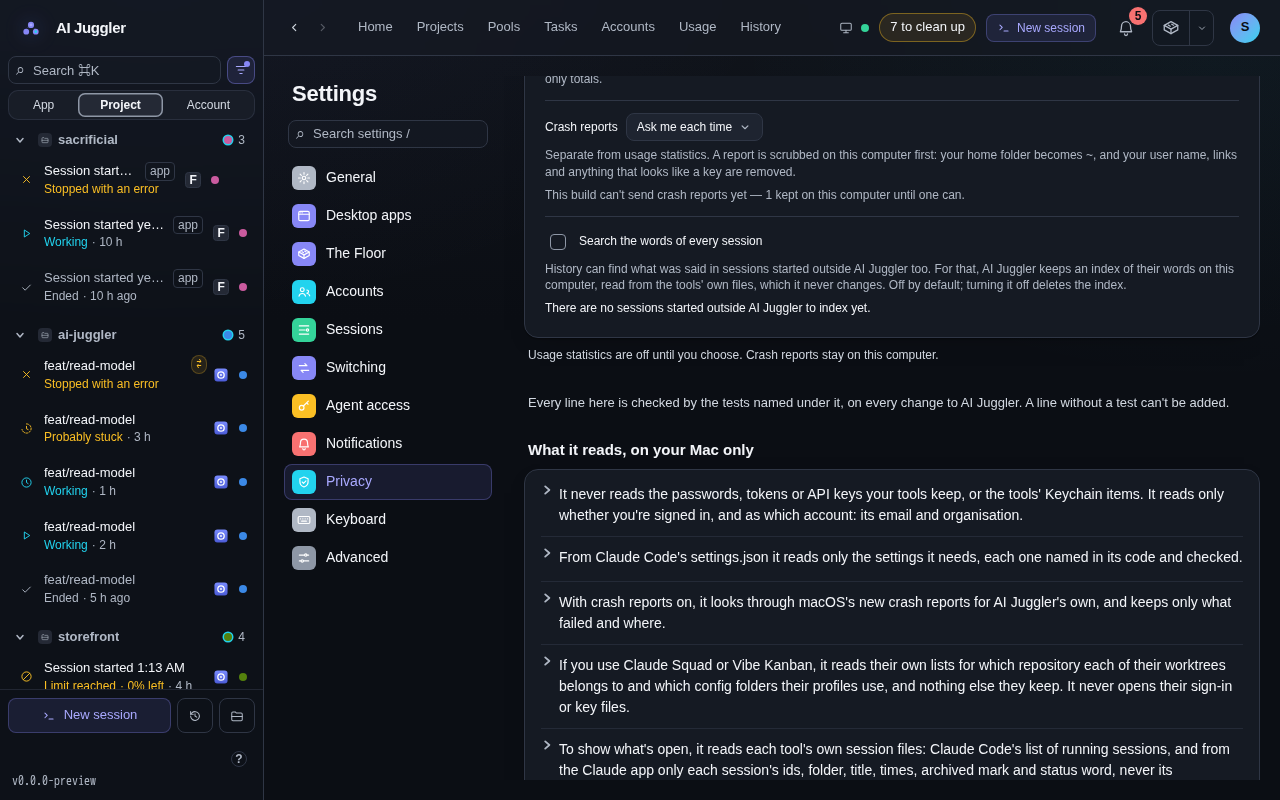 AI Juggler
Search ⌘K
App Project Account
sacrificial 3
Session start… app F
Stopped with an error
Session started ye… app F
Working · 10 h
Session started ye… app F
Ended · 10 h ago
ai-juggler 5
feat/read-model
Stopped with an error
feat/read-model
Probably stuck · 3 h
feat/read-model
Working · 1 h
feat/read-model
Working · 2 h
feat/read-model
Ended · 5 h ago
storefront 4
Session started 1:13 AM
Limit reached · 0% left · 4 h
New session
?
v0.0.0-preview
Home Projects Pools Tasks Accounts Usage History
7 to clean up
New session
5
S
Settings
Search settings /
General
Desktop apps
The Floor
Accounts
Sessions
Switching
Agent access
Notifications
Privacy
Keyboard
Advanced
only totals.
Crash reports Ask me each time
Separate from usage statistics. A report is scrubbed on this computer first: your home folder becomes ~, and your user name, links
and anything that looks like a key are removed.
This build can't send crash reports yet — 1 kept on this computer until one can.
Search the words of every session
History can find what was said in sessions started outside AI Juggler too. For that, AI Juggler keeps an index of their words on this
computer, read from the tools' own files, which it never changes. Off by default; turning it off deletes the index.
There are no sessions started outside AI Juggler to index yet.
Usage statistics are off until you choose. Crash reports stay on this computer.
Every line here is checked by the tests named under it, on every change to AI Juggler. A line without a test can't be added.
What it reads, on your Mac only
It never reads the passwords, tokens or API keys your tools keep, or the tools' Keychain items. It reads only
whether you're signed in, and as which account: its email and organisation.
From Claude Code's settings.json it reads only the settings it needs, each one named in its code and checked.
With crash reports on, it looks through macOS's new crash reports for AI Juggler's own, and keeps only what
failed and where.
If you use Claude Squad or Vibe Kanban, it reads their own lists for which repository each of their worktrees
belongs to and which config folders their profiles use, and nothing else they keep. It never opens their sign-in
or key files.
To show what's open, it reads each tool's own session files: Claude Code's list of running sessions, and from
the Claude app only each session's ids, folder, title, times, archived mark and status word, never its